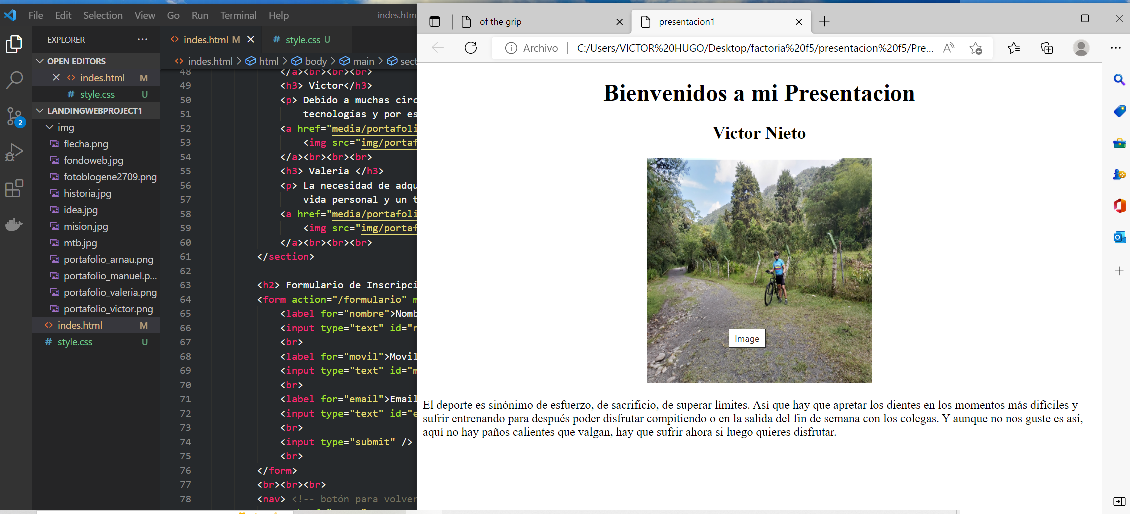 File Edit Selection View Go Run Terminal Help indes.htm
EXPLORER
OPEN EDITORS
indes.html M
style.css U
LANDINGWEBPROJECT1
img
flecha.png
fondoweb.jpg
fotoblogene2709.png
historia.jpg
idea.jpg
mision.jpg
mtb.jpg
portafolio_arnau.png
portafolio_manuel.p...
portafolio_valeria.png
portafolio_victor.png
indes.html M
style.css U
2
indes.html M style.css U
indes.html > html > body > main > sect
48 </a><br><br><br>
49 <h3> Victor</h3>
50 <p> Debido a muchas circ
51 tecnologias y por es
52 <a href="media/portafoli
53 <img src="img/portaf
54 </a><br><br><br>
55 <h3> Valeria </h3>
56 <p> La necesidad de adqu
57 vida personal y un t
58 <a href="media/portafoli
59 <img src="img/portaf
60 </a><br><br><br>
61 </section>
62
63 <h2> Formulario de Inscripci
64 <form action="/formulario" m
65 <label for="nombre">Nomb
66 <input type="text" id="n
67 <br>
68 <label for="movil">Movil
69 <input type="text" id="m
70 <br>
71 <label for="email">Email
72 <input type="text" id="e
73 <br>
74 <input type="submit" />
75 <br>
76 </form>
77 <br><br><br>
78 <nav> <!-- botón para volver
of the grip
presentacion1
Archivo | C:/Users/VICTOR%20HUGO/Desktop/factoria%20f5/presentacion%20f5/Pre...
Bienvenidos a mi Presentacion
Victor Nieto
Image
El deporte es sinónimo de esfuerzo, de sacrificio, de superar límites. Así que hay que apretar los dientes en los momentos más difíciles y
sufrir entrenando para después poder disfrutar compitiendo o en la salida del fin de semana con los colegas. Y aunque no nos guste es así,
aquí no hay paños calientes que valgan, hay que sufrir ahora si luego quieres disfrutar.